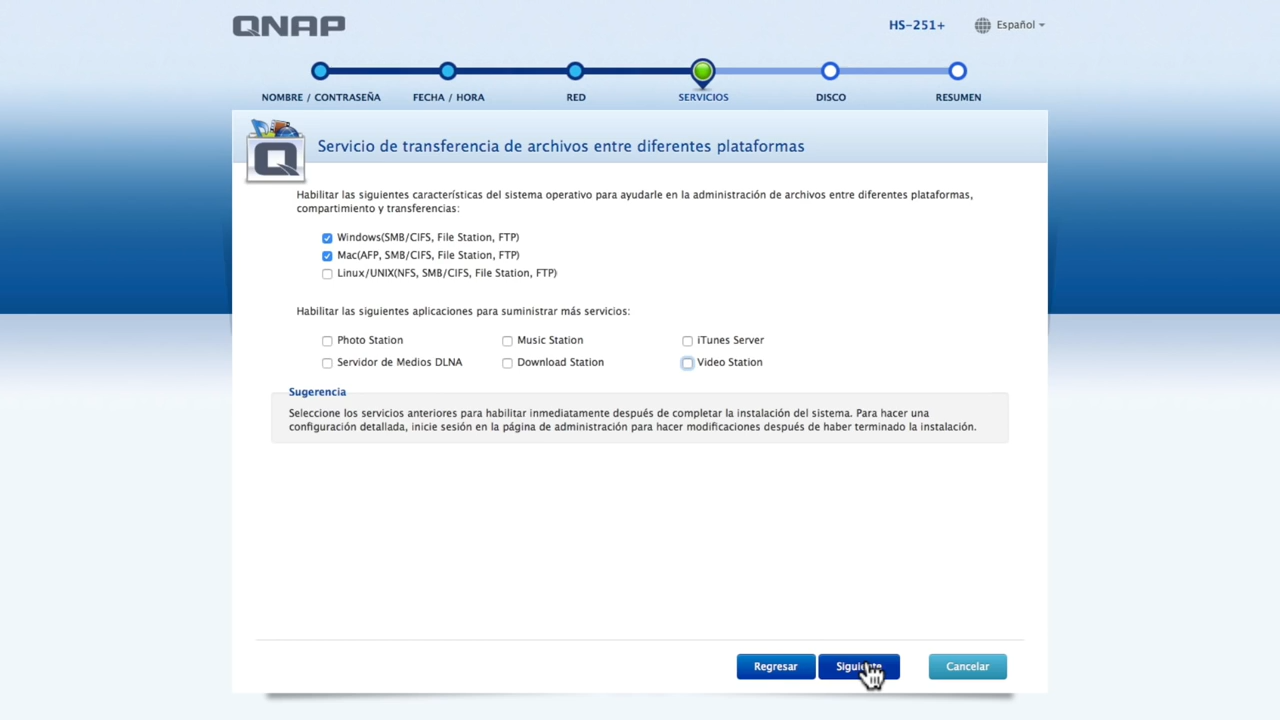 QNAP
HS-251+
Español
NOMBRE / CONTRASEÑA
FECHA / HORA
RED
SERVICIOS
DISCO
RESUMEN
Servicio de transferencia de archivos entre diferentes plataformas
Habilitar las siguientes características del sistema operativo para ayudarle en la administración de archivos entre diferentes plataformas,
compartimiento y transferencias:
Windows(SMB/CIFS, File Station, FTP)
Mac(AFP, SMB/CIFS, File Station, FTP)
Linux/UNIX(NFS, SMB/CIFS, File Station, FTP)
Habilitar las siguientes aplicaciones para suministrar más servicios:
Photo Station
Music Station
iTunes Server
Servidor de Medios DLNA
Download Station
Video Station
Sugerencia
Seleccione los servicios anteriores para habilitar inmediatamente después de completar la instalación del sistema. Para hacer una
configuración detallada, inicie sesión en la página de administración para hacer modificaciones después de haber terminado la instalación.
Regresar
Siguiente
Cancelar